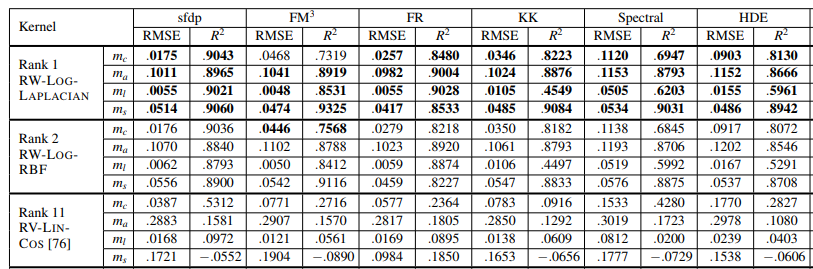 Kernel sfdp FM³ FR KK Spectral HDE
RMSE R² RMSE R² RMSE R² RMSE R² RMSE R² RMSE R²
Rank 1 RW-LOG-LAPLACIAN
m_c .0175 .9043 .0468 .7319 .0257 .8480 .0346 .8223 .1120 .6947 .0903 .8130
m_a .1011 .8965 .1041 .8919 .0982 .9004 .1024 .8876 .1153 .8793 .1152 .8666
m_l .0055 .9021 .0048 .8531 .0055 .9028 .0105 .4549 .0505 .6203 .0155 .5961
m_s .0514 .9060 .0474 .9325 .0417 .8533 .0485 .9084 .0534 .9031 .0486 .8942
Rank 2 RW-LOG-RBF
m_c .0176 .9036 .0446 .7568 .0279 .8218 .0350 .8182 .1138 .6845 .0917 .8072
m_a .1070 .8840 .1102 .8788 .1023 .8920 .1061 .8793 .1193 .8706 .1202 .8546
m_l .0062 .8793 .0050 .8412 .0059 .8874 .0106 .4497 .0519 .5992 .0167 .5291
m_s .0556 .8900 .0542 .9116 .0459 .8227 .0547 .8833 .0576 .8875 .0537 .8708
Rank 11 RV-LIN-COS [76]
m_c .0387 .5312 .0771 .2716 .0577 .2364 .0783 .0916 .1533 .4280 .1770 .2827
m_a .2883 .1581 .2907 .1570 .2817 .1805 .2850 .1292 .3019 .1723 .2978 .1080
m_l .0168 .0972 .0121 .0561 .0169 .0895 .0138 .0609 .0812 .0200 .0239 .0403
m_s .1721 −.0552 .1904 −.0890 .0984 .1850 .1653 −.0656 .1777 −.0729 .1538 −.0606